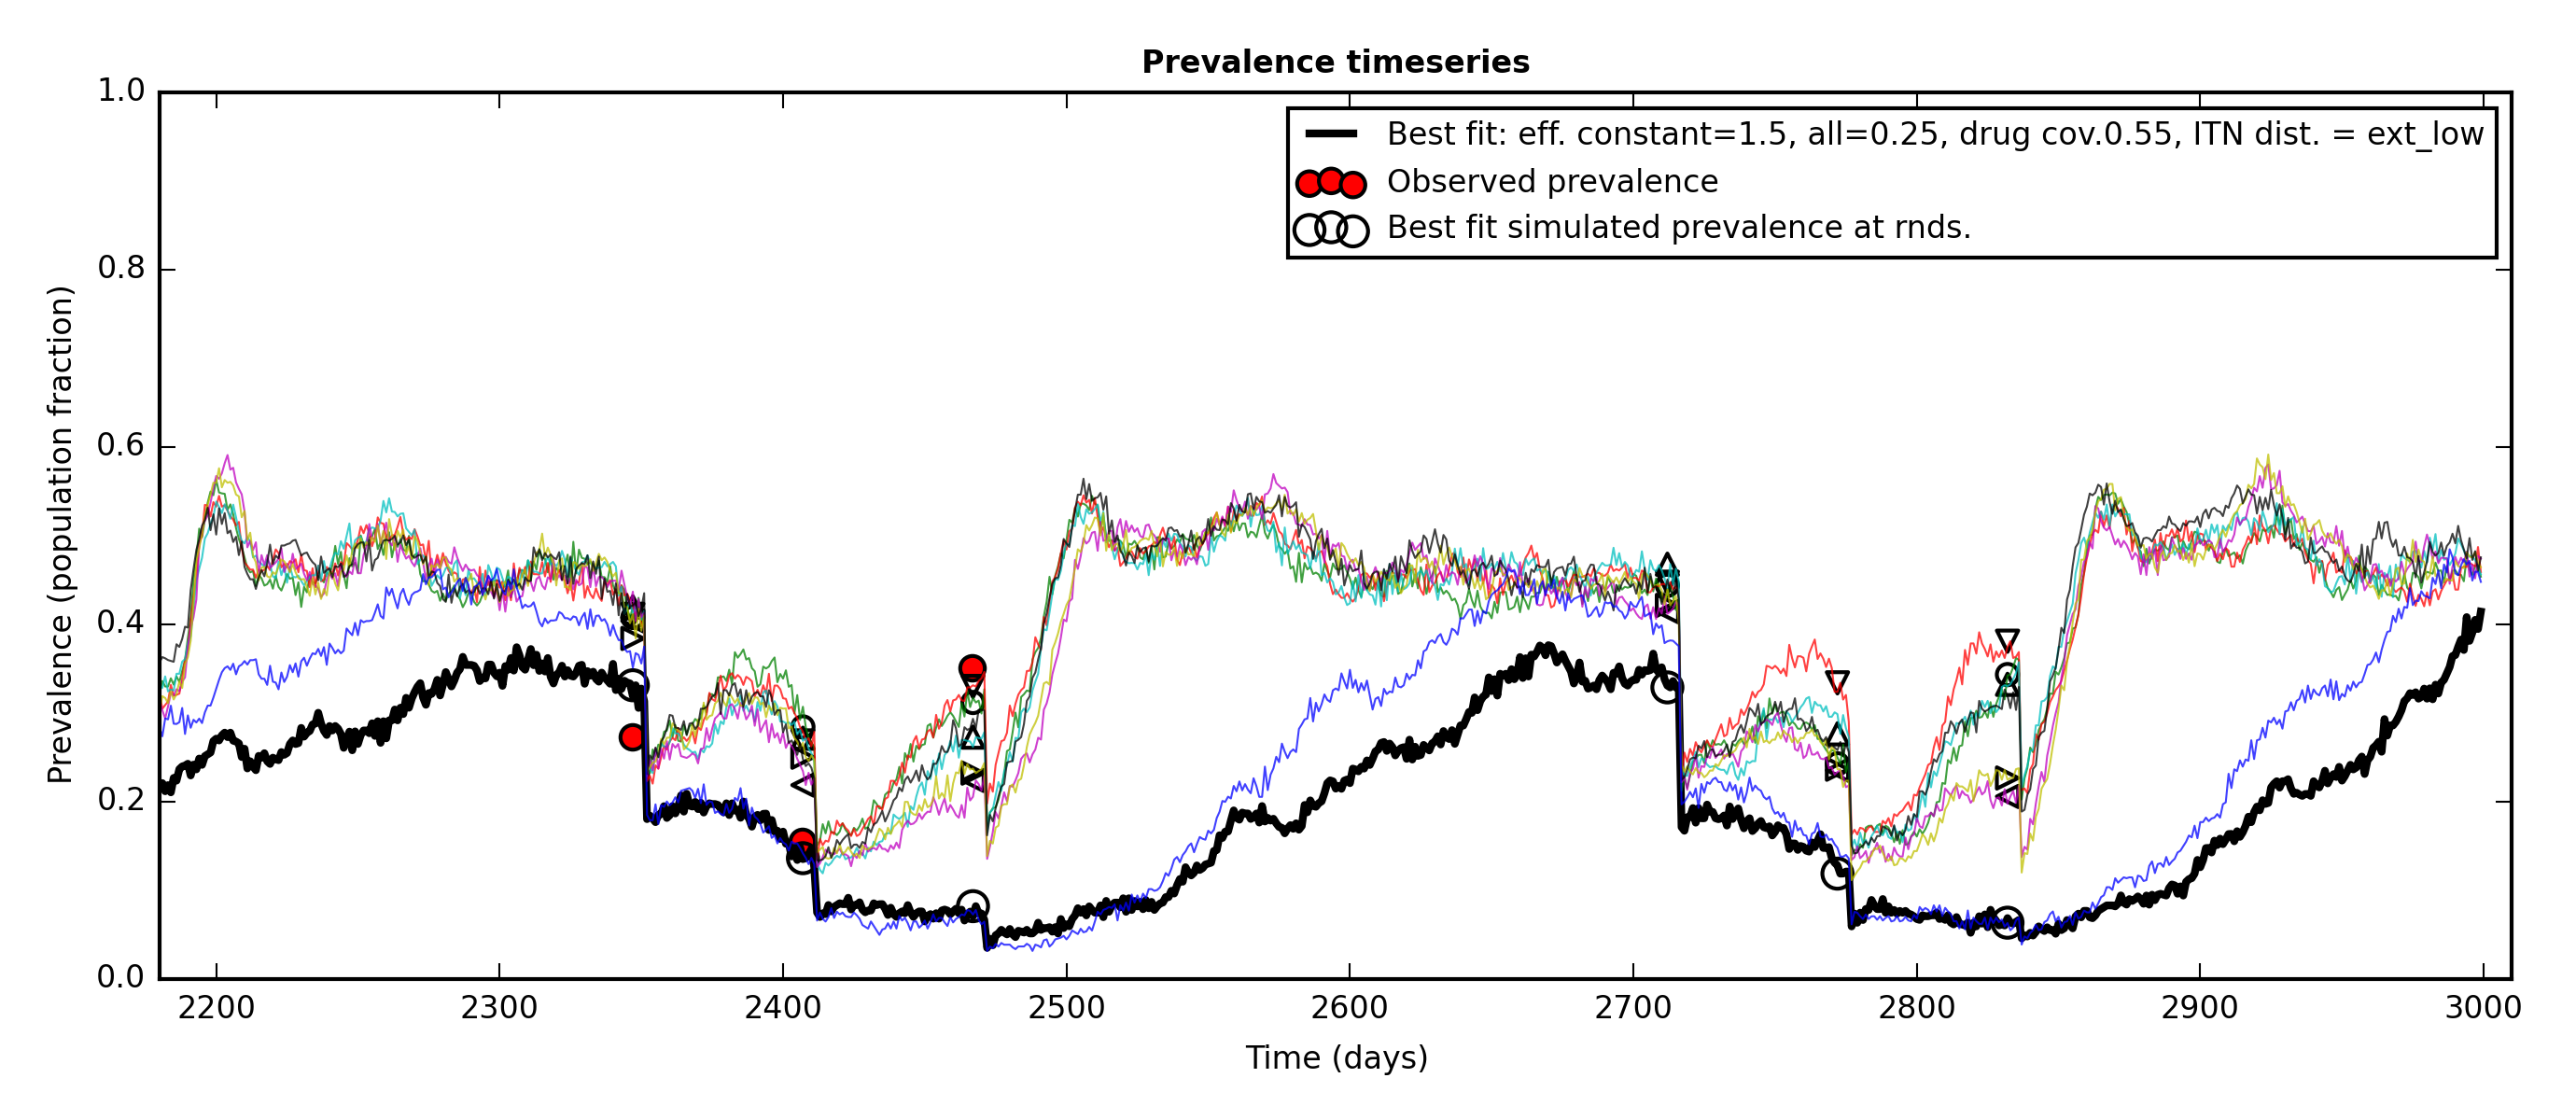 Prevalence timeseries
1.0
0.8
0.6
0.4
0.2
0.0
Prevalence (population fraction)
Best fit: eff. constant=1.5, all=0.25, drug cov.0.55, ITN dist. = ext_low
Observed prevalence
Best fit simulated prevalence at rnds.
2200 2300 2400 2500 2600 2700 2800 2900 3000
Time (days)